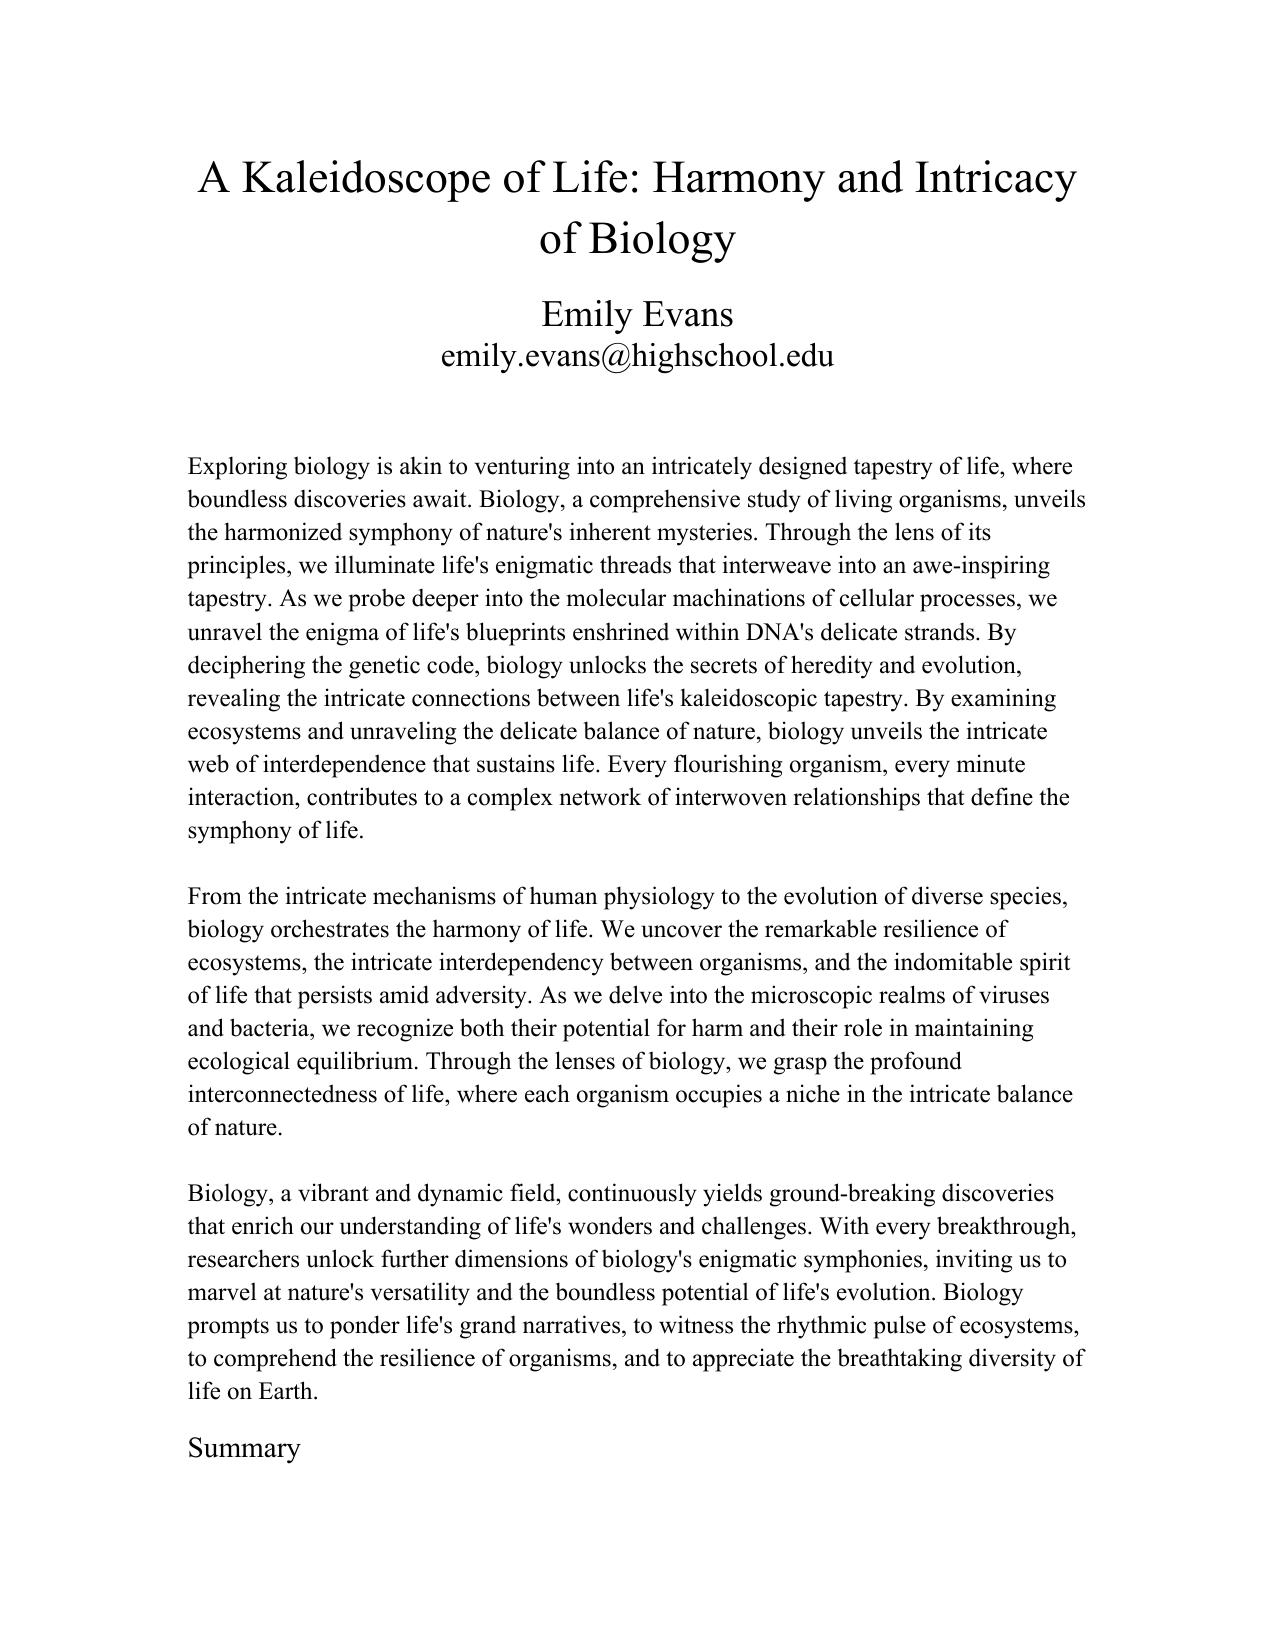 A Kaleidoscope of Life: Harmony and Intricacy
of Biology
Emily Evans
emily.evans@highschool.edu
Exploring biology is akin to venturing into an intricately designed tapestry of life, where
boundless discoveries await. Biology, a comprehensive study of living organisms, unveils
the harmonized symphony of nature's inherent mysteries. Through the lens of its
principles, we illuminate life's enigmatic threads that interweave into an awe-inspiring
tapestry. As we probe deeper into the molecular machinations of cellular processes, we
unravel the enigma of life's blueprints enshrined within DNA's delicate strands. By
deciphering the genetic code, biology unlocks the secrets of heredity and evolution,
revealing the intricate connections between life's kaleidoscopic tapestry. By examining
ecosystems and unraveling the delicate balance of nature, biology unveils the intricate
web of interdependence that sustains life. Every flourishing organism, every minute
interaction, contributes to a complex network of interwoven relationships that define the
symphony of life.
From the intricate mechanisms of human physiology to the evolution of diverse species,
biology orchestrates the harmony of life. We uncover the remarkable resilience of
ecosystems, the intricate interdependency between organisms, and the indomitable spirit
of life that persists amid adversity. As we delve into the microscopic realms of viruses
and bacteria, we recognize both their potential for harm and their role in maintaining
ecological equilibrium. Through the lenses of biology, we grasp the profound
interconnectedness of life, where each organism occupies a niche in the intricate balance
of nature.
Biology, a vibrant and dynamic field, continuously yields ground-breaking discoveries
that enrich our understanding of life's wonders and challenges. With every breakthrough,
researchers unlock further dimensions of biology's enigmatic symphonies, inviting us to
marvel at nature's versatility and the boundless potential of life's evolution. Biology
prompts us to ponder life's grand narratives, to witness the rhythmic pulse of ecosystems,
to comprehend the resilience of organisms, and to appreciate the breathtaking diversity of
life on Earth.
Summary